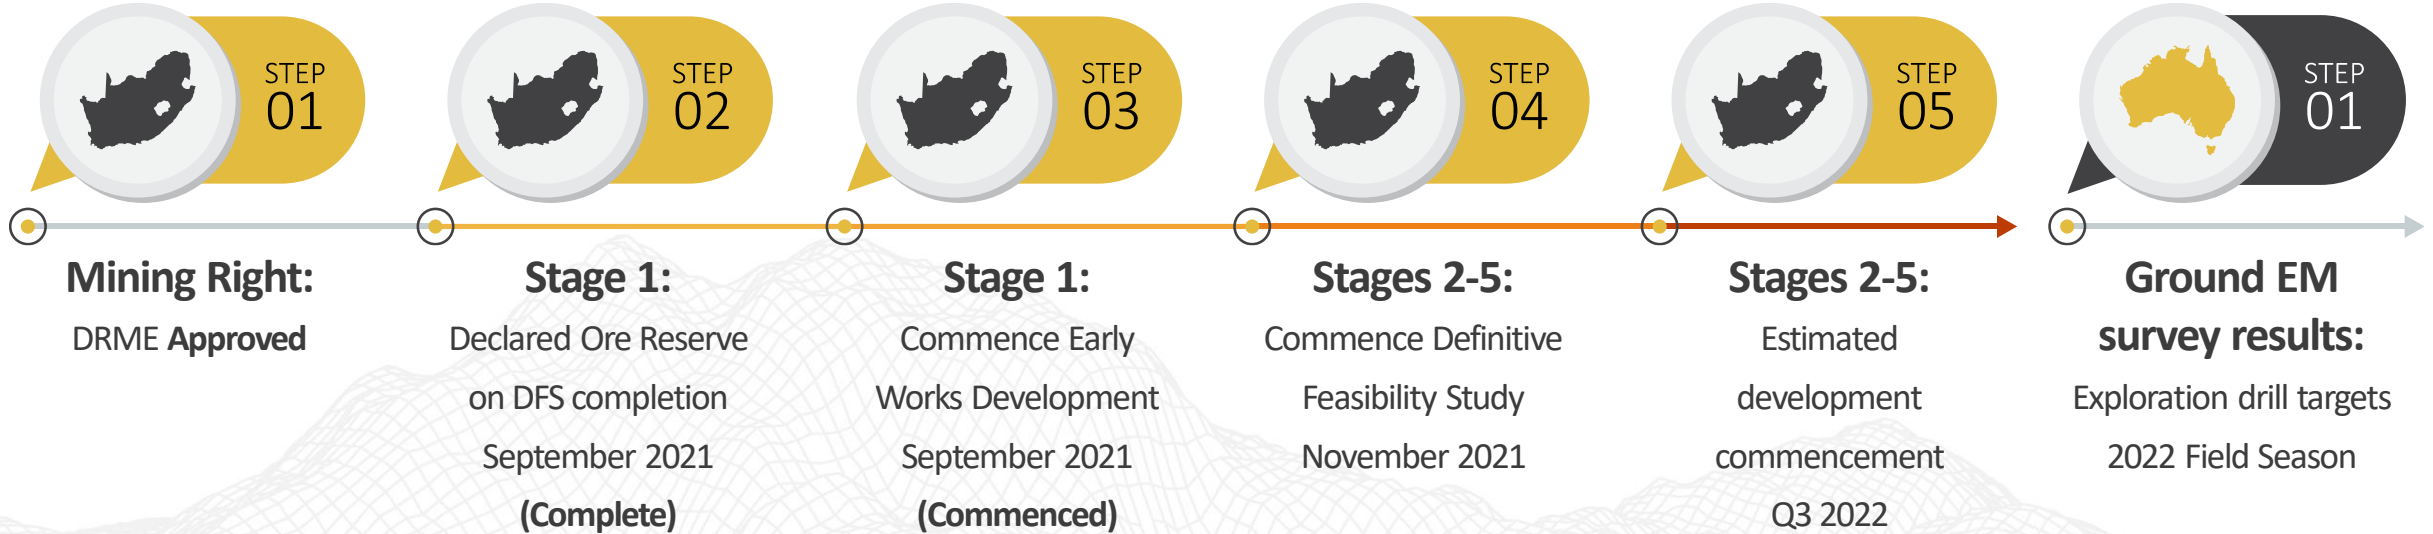 STEP
01
Mining Right:
DRME Approved
STEP
02
Stage 1:
Declared Ore Reserve
on DFS completion
September 2021
(Complete)
STEP
03
Stage 1:
Commence Early
Works Development
September 2021
(Commenced)
STEP
04
Stages 2-5:
Commence Definitive
Feasibility Study
November 2021
STEP
05
Stages 2-5:
Estimated
development
commencement
Q3 2022
STEP
01
Ground EM
survey results:
Exploration drill targets
2022 Field Season